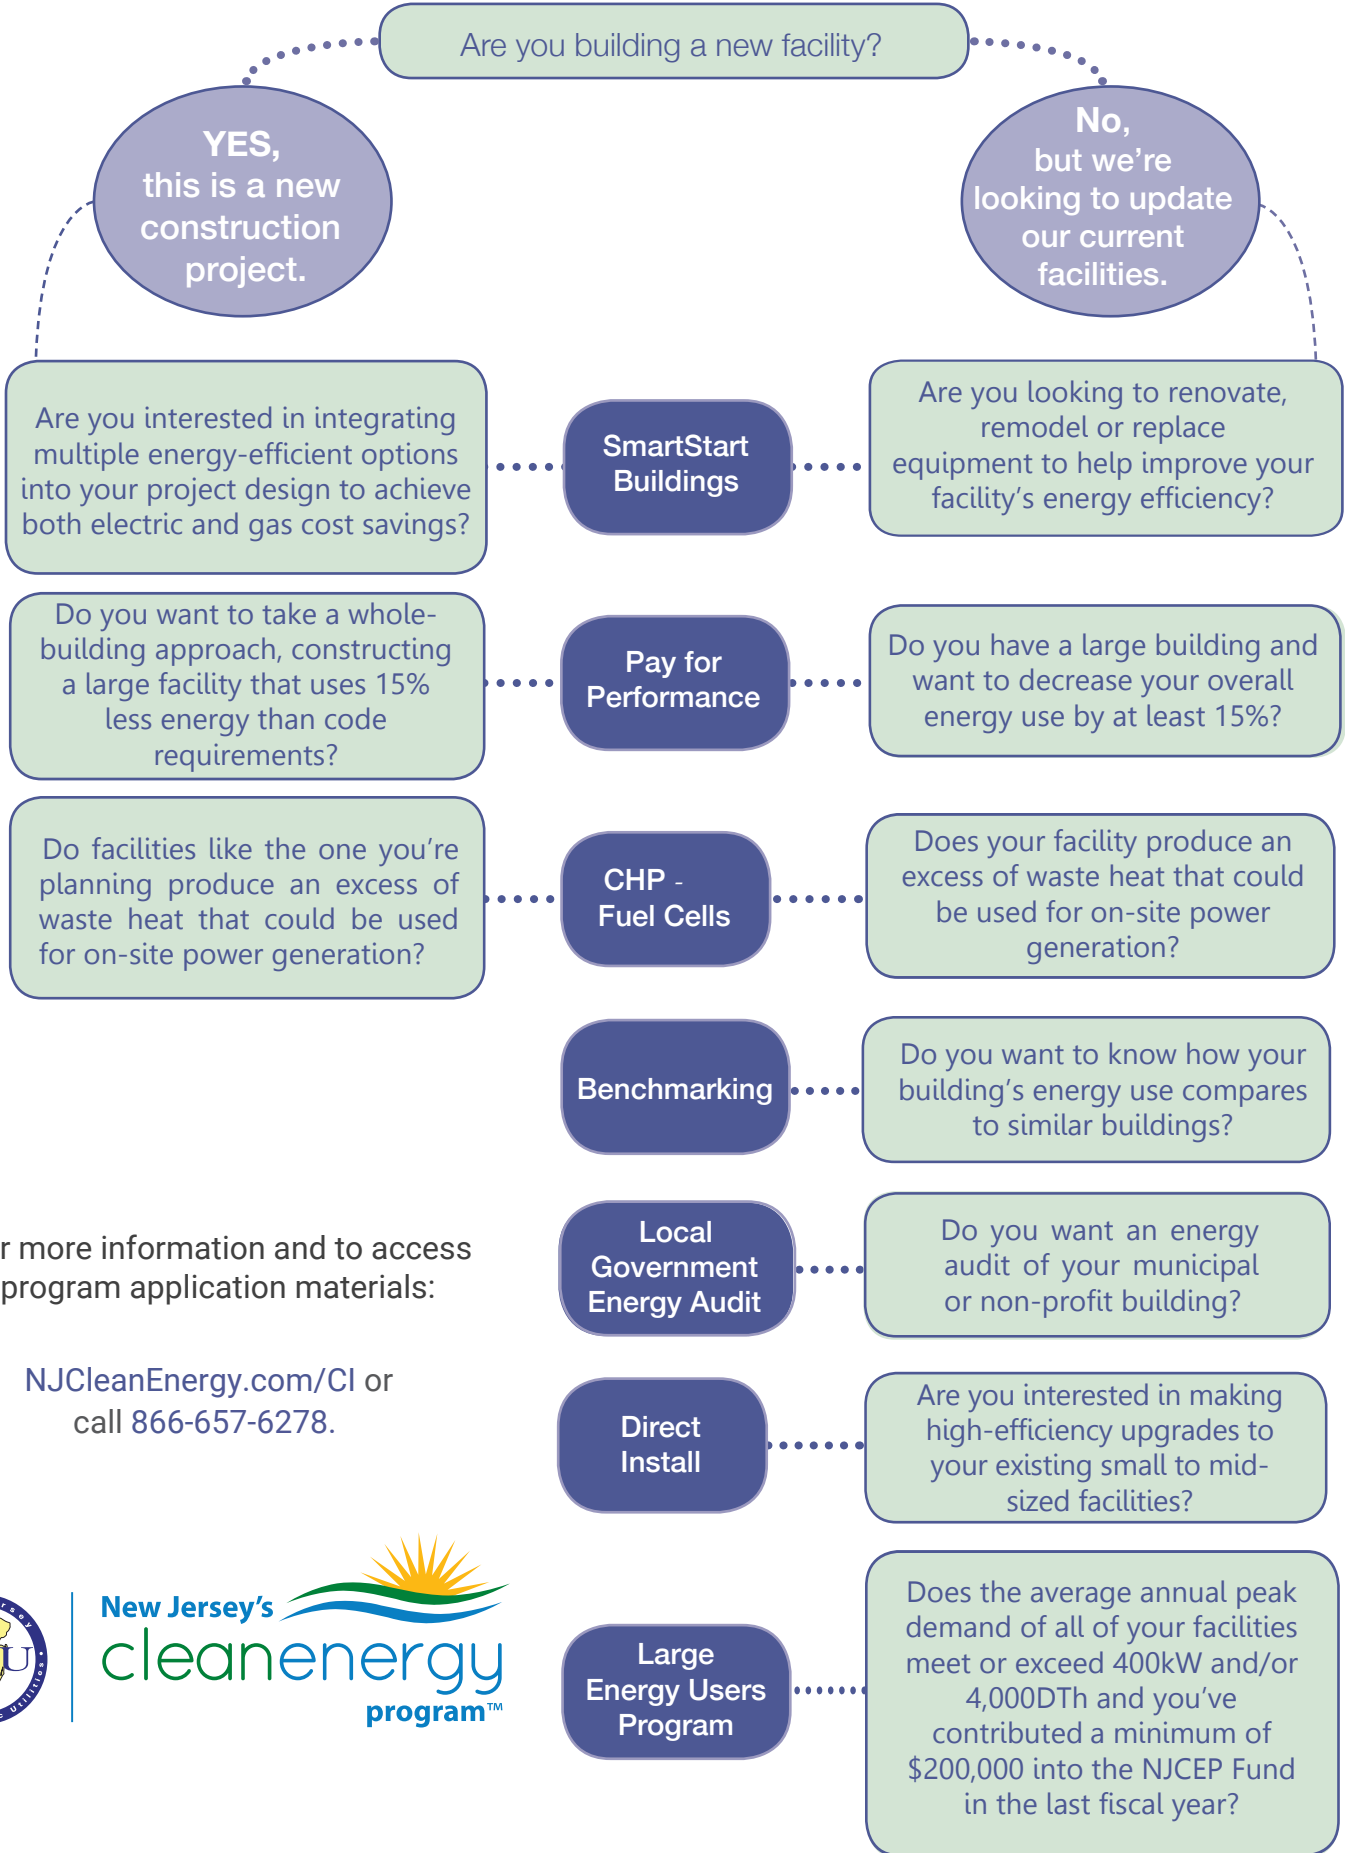 Are you building a new facility?
YES,
this is a new
construction
project.
No,
but we’re
looking to update
our current
facilities.
Are you interested in integrating
multiple energy-efficient options
into your project design to achieve
both electric and gas cost savings?
SmartStart
Buildings
Are you looking to renovate,
remodel or replace
equipment to help improve your
facility’s energy efficiency?
Do you want to take a whole-
building approach, constructing
a large facility that uses 15%
less energy than code
requirements?
Pay for
Performance
Do you have a large building and
want to decrease your overall
energy use by at least 15%?
Do facilities like the one you’re
planning produce an excess of
waste heat that could be used
for on-site power generation?
CHP -
Fuel Cells
Does your facility produce an
excess of waste heat that could
be used for on-site power
generation?
Benchmarking
Do you want to know how your
building’s energy use compares
to similar buildings?
Local
Government
Energy Audit
Do you want an energy
audit of your municipal
or non-profit building?
r more information and to access
program application materials:
NJCleanEnergy.com/CI or
call 866-657-6278.
Direct
Install
Are you interested in making
high-efficiency upgrades to
your existing small to mid-
sized facilities?
New Jersey’s
cleanenergy
program™
Large
Energy Users
Program
Does the average annual peak
demand of all of your facilities
meet or exceed 400kW and/or
4,000DTh and you’ve
contributed a minimum of
$200,000 into the NJCEP Fund
in the last fiscal year?